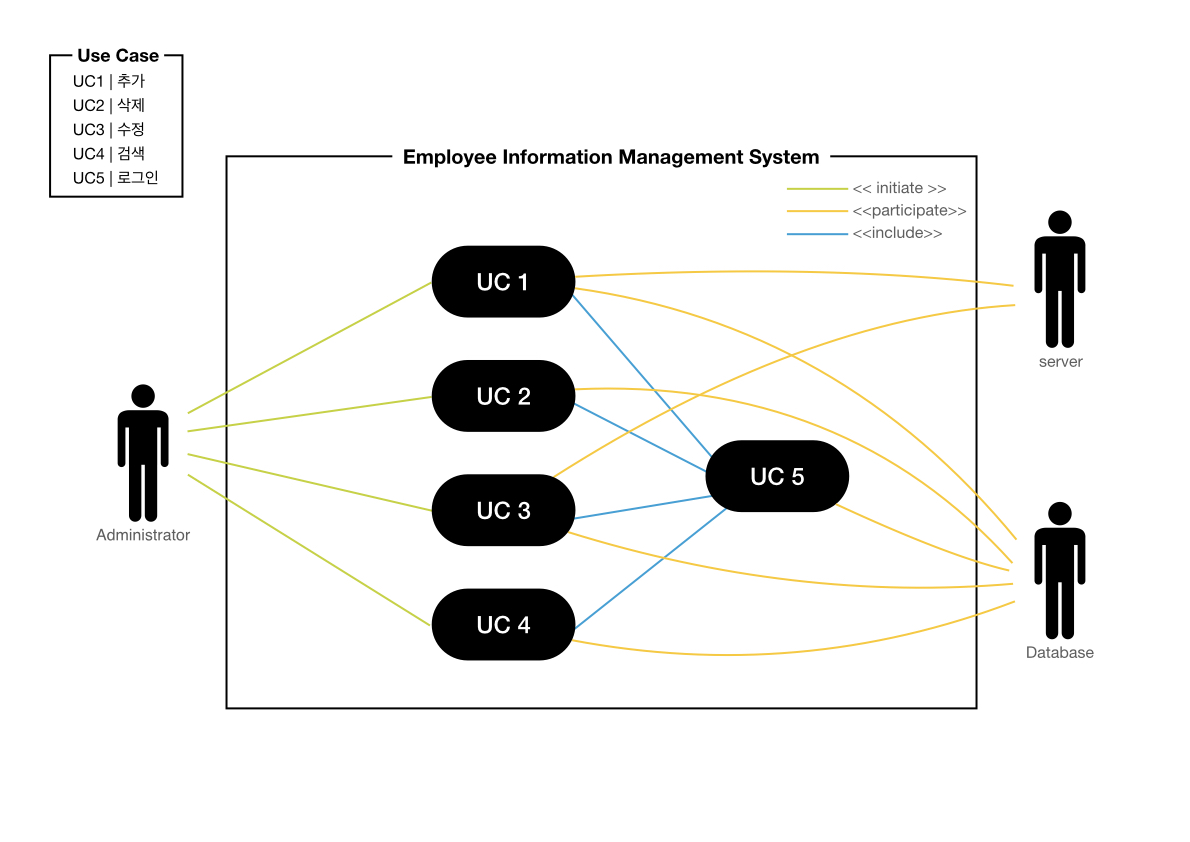 Use Case
UC1 | 추가
UC2 | 삭제
UC3 | 수정
UC4 | 검색
UC5 | 로그인
Employee Information Management System
<< initiate >>
<<participate>>
<<include>>
UC 1
UC 2
UC 3
UC 4
UC 5
Administrator
server
Database